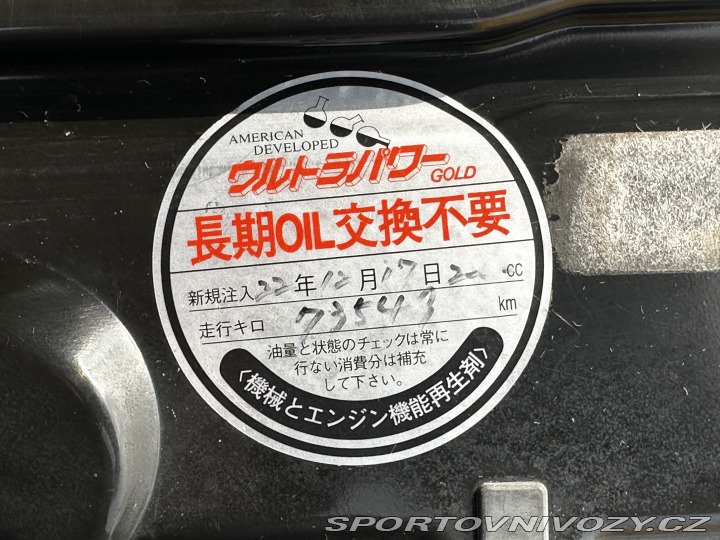 AMERICAN
DEVELOPED
ウルトラパワー GOLD
長期OIL交換不要
新規注入 22年12月17日 cc
走行キロ 73543 km
油量と状態のチェックは常に
行ない消費分は補充
して下さい。
〈機械とエンジン機能再生剤〉
SPORTOVNIVOZY.CZ